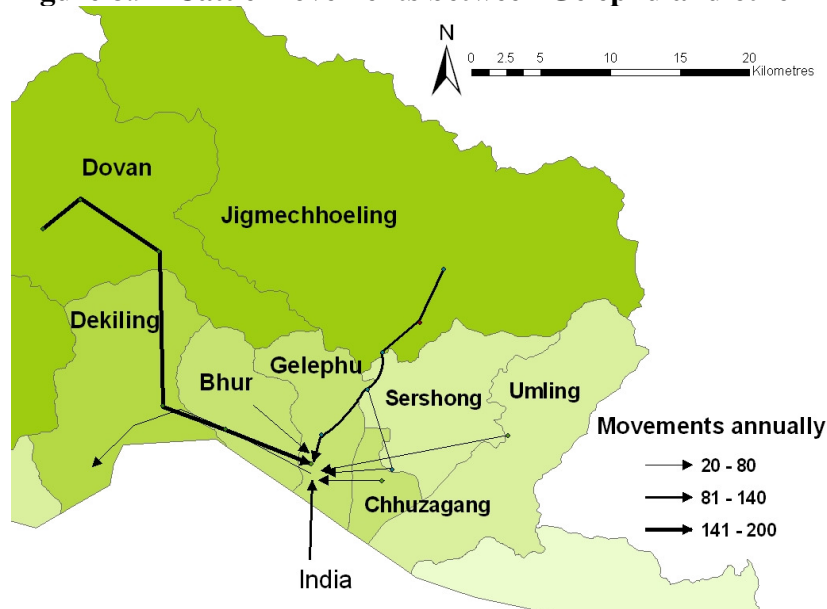 N
0 2.5 5 10 15 20
Kilometres
Dovan
Jigmechhoeling
Dekiling
Gelephu
Bhur
Sershong
Umling
Movements annually
20 - 80
81 - 140
141 - 200
Chhuzagang
India